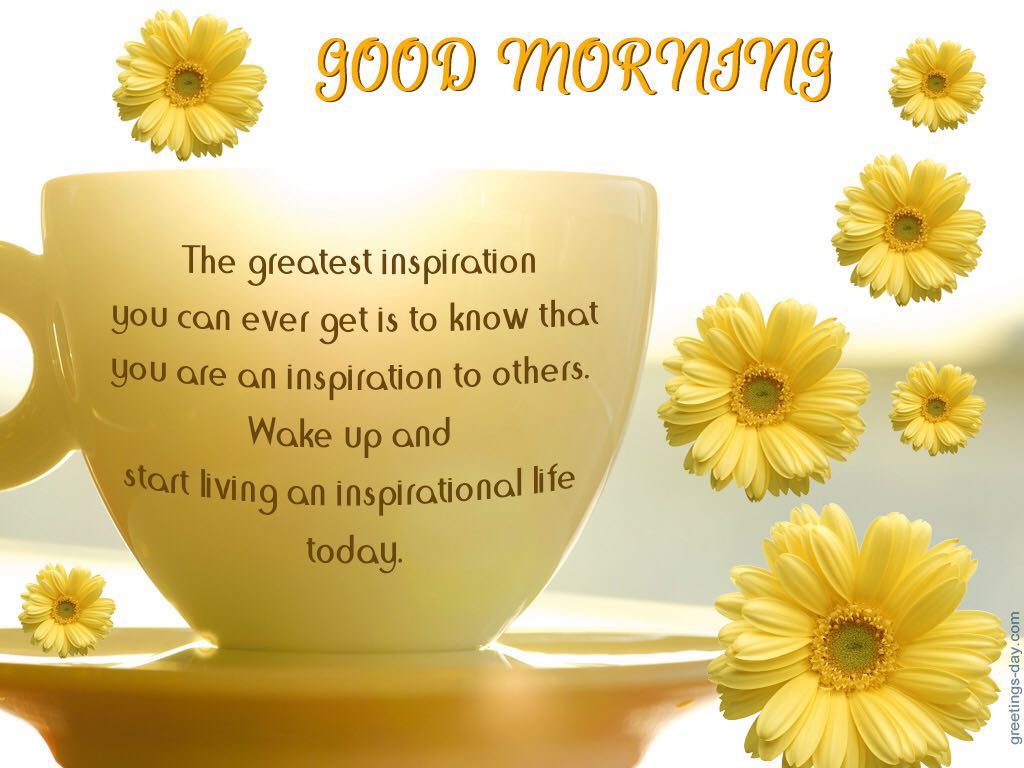 GOOD MORNING
The greatest inspiration
you can ever get is to know that
you are an inspiration to others.
Wake up and
start living an inspirational life
today.
greetings-day.com